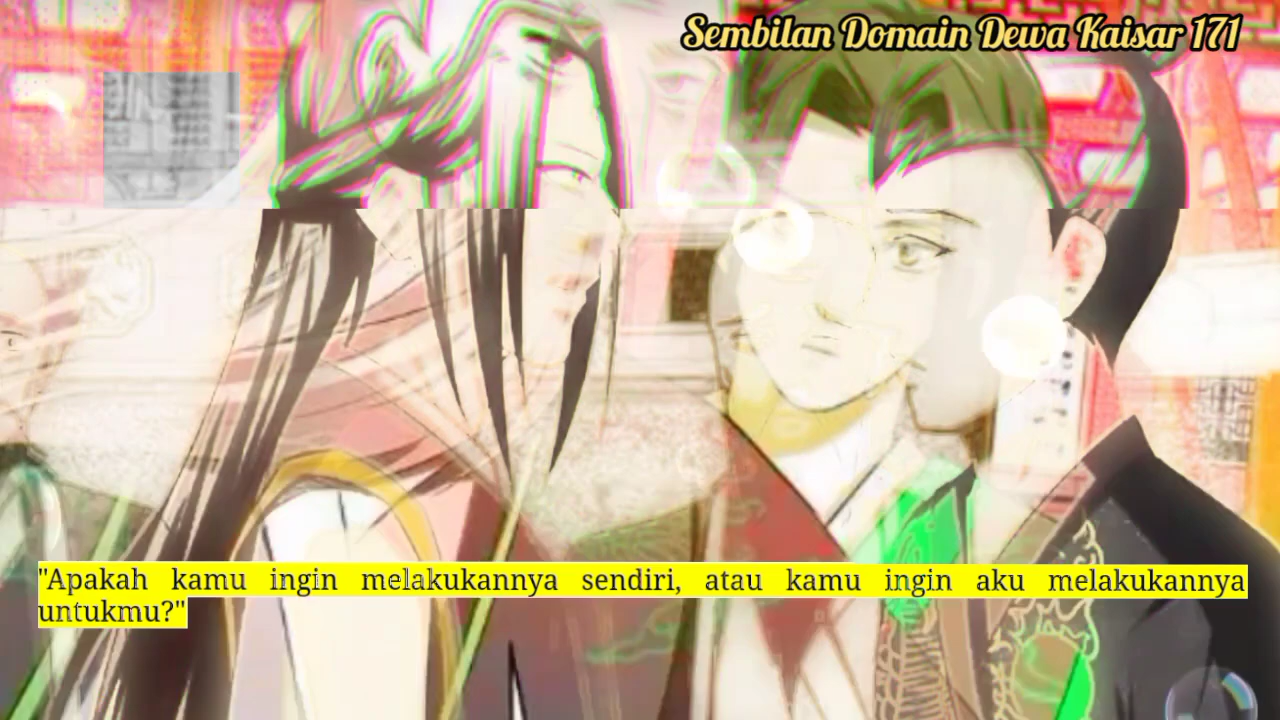 Sembilan Domain Dewa Kaisar 171
"Apakah kamu ingin melakukannya sendiri, atau kamu ingin aku melakukannya
untukmu?"